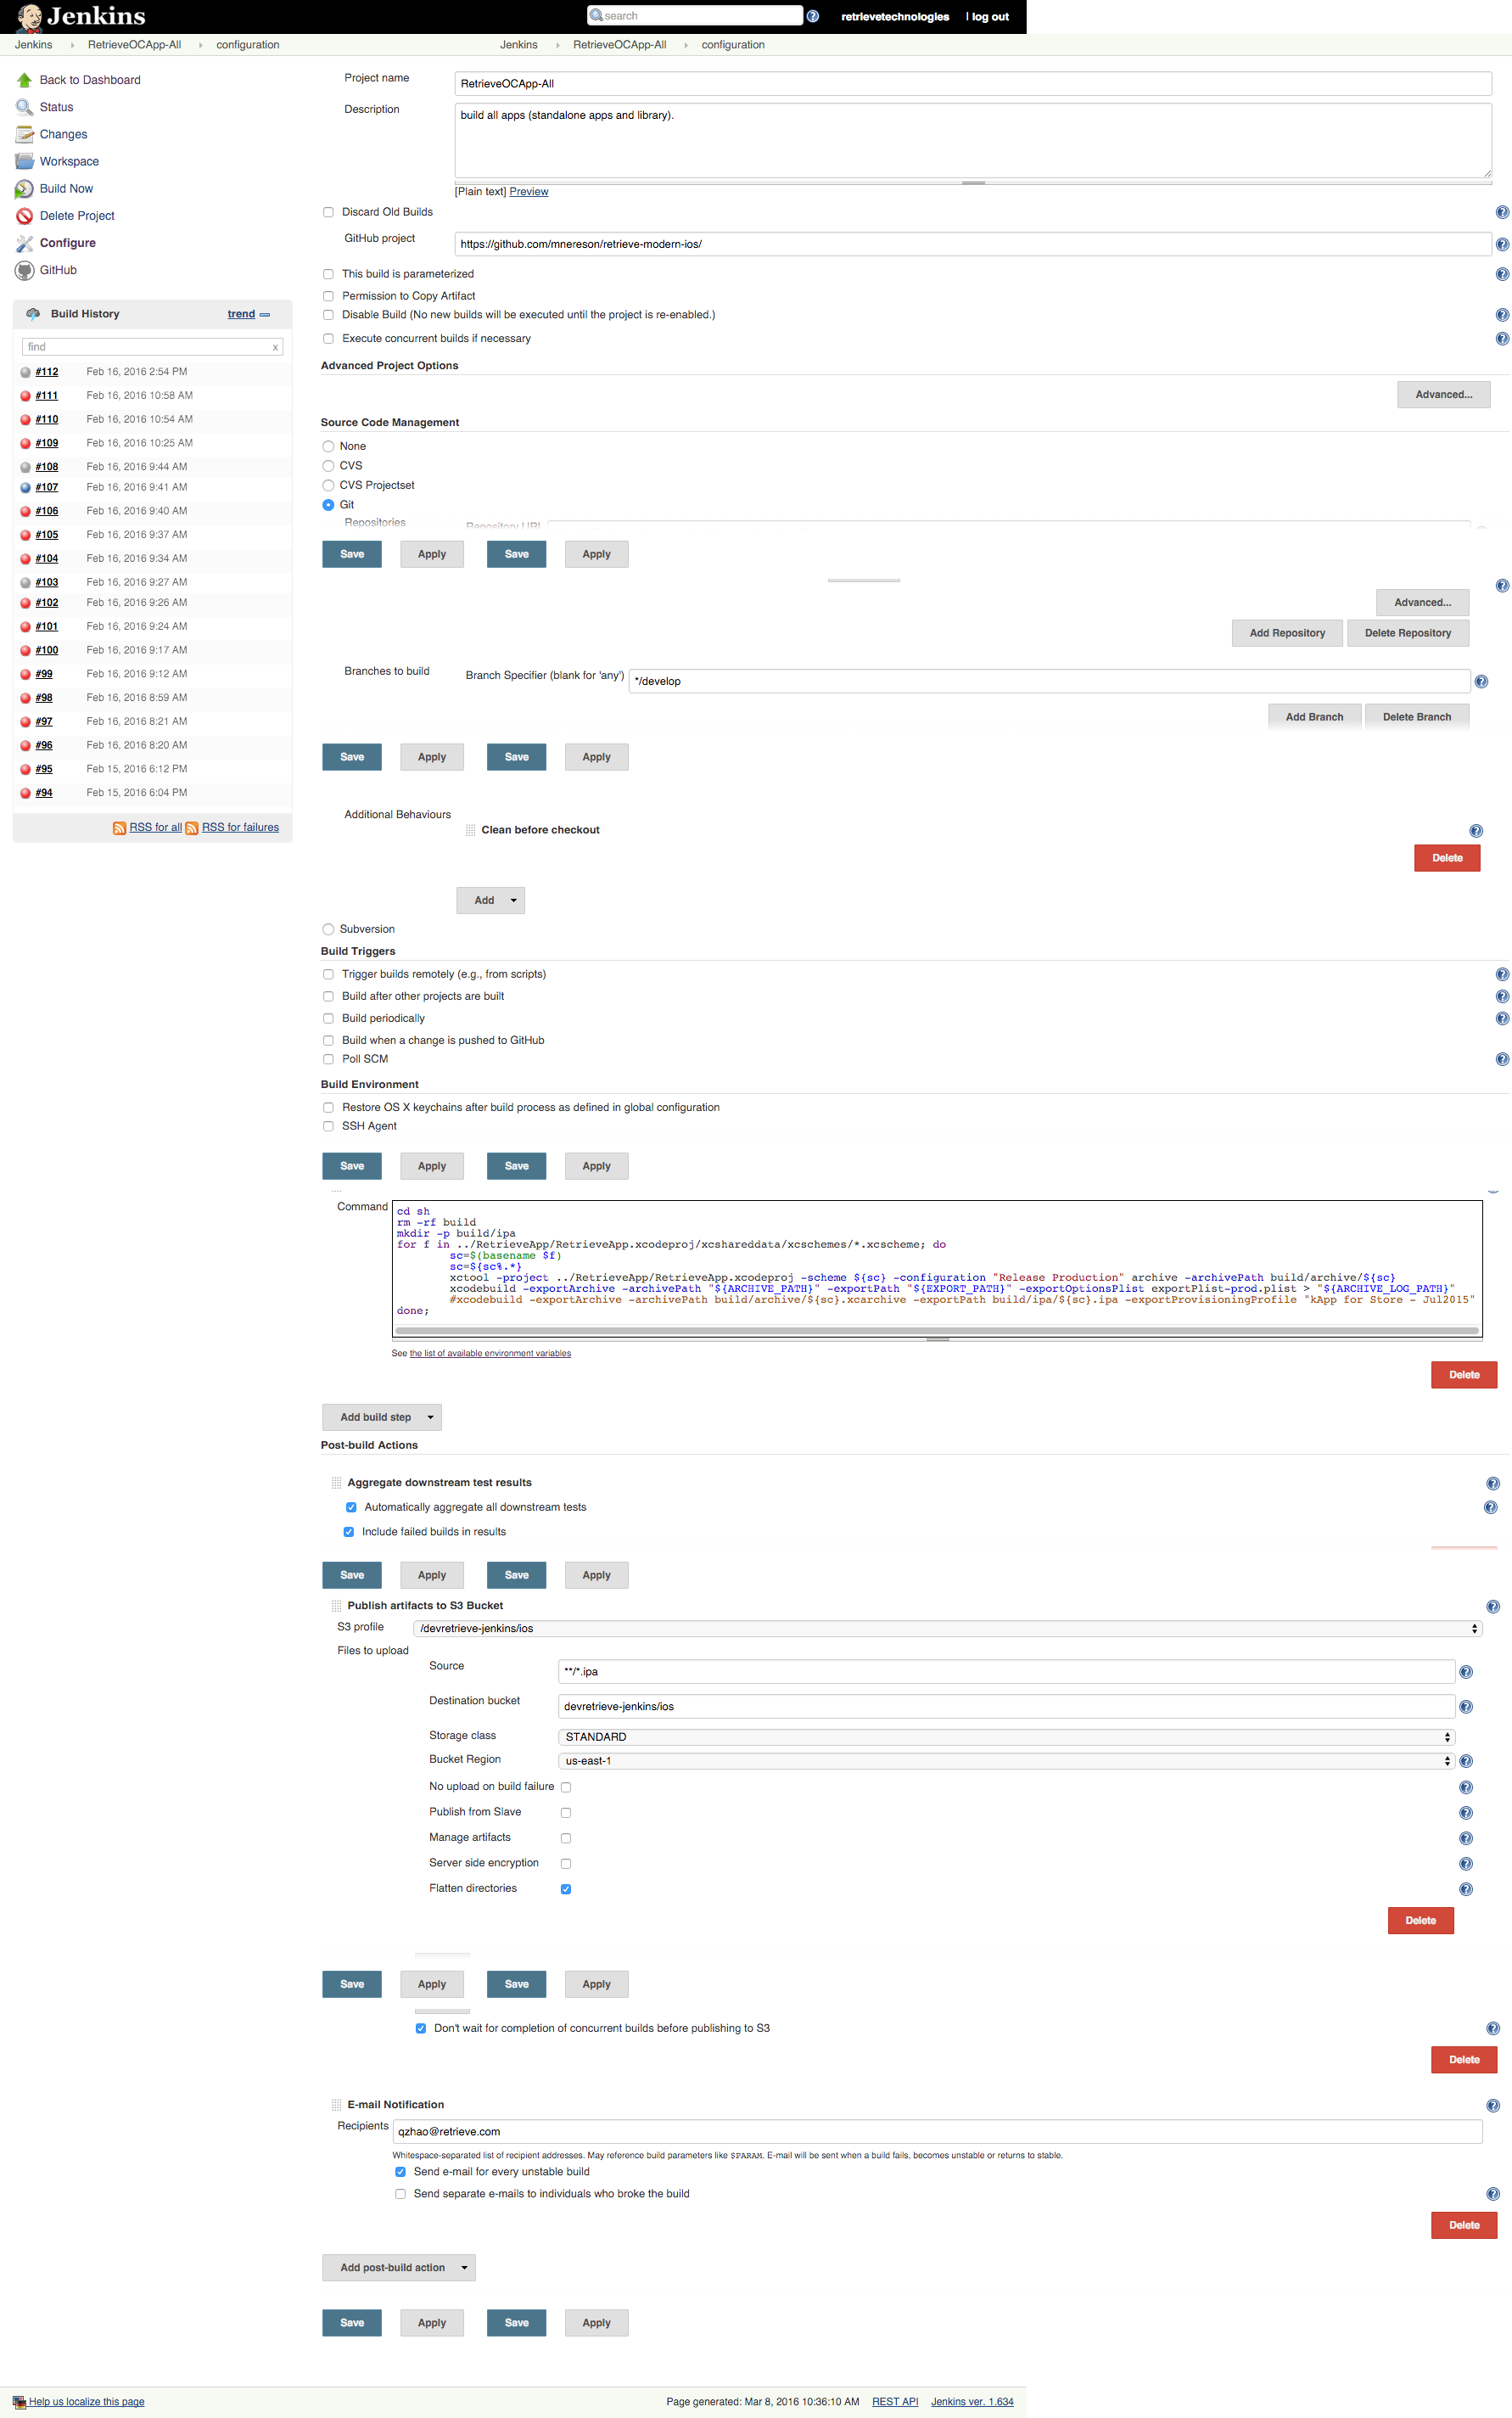 Jenkins
search
retrievetechnologies
| log out
Jenkins RetrieveOCApp-All configuration
Jenkins RetrieveOCApp-All configuration
Back to Dashboard
Status
Changes
Workspace
Build Now
Delete Project
Configure
GitHub
Build History trend
find x
#112 Feb 16, 2016 2:54 PM
#111 Feb 16, 2016 10:58 AM
#110 Feb 16, 2016 10:54 AM
#109 Feb 16, 2016 10:25 AM
#108 Feb 16, 2016 9:44 AM
#107 Feb 16, 2016 9:41 AM
#106 Feb 16, 2016 9:40 AM
#105 Feb 16, 2016 9:37 AM
#104 Feb 16, 2016 9:34 AM
#103 Feb 16, 2016 9:27 AM
#102 Feb 16, 2016 9:26 AM
#101 Feb 16, 2016 9:24 AM
#100 Feb 16, 2016 9:17 AM
#99 Feb 16, 2016 9:12 AM
#98 Feb 16, 2016 8:59 AM
#97 Feb 16, 2016 8:21 AM
#96 Feb 16, 2016 8:20 AM
#95 Feb 15, 2016 6:12 PM
#94 Feb 15, 2016 6:04 PM
RSS for all RSS for failures
Project name RetrieveOCApp-All
Description build all apps (standalone apps and library).
[Plain text] Preview
Discard Old Builds
GitHub project https://github.com/mnereson/retrieve-modern-ios/
This build is parameterized
Permission to Copy Artifact
Disable Build (No new builds will be executed until the project is re-enabled.)
Execute concurrent builds if necessary
Advanced Project Options
Advanced...
Source Code Management
None
CVS
CVS Projectset
Git
Repositories Repository URL
Save Apply Save Apply
Advanced...
Add Repository Delete Repository
Branches to build Branch Specifier (blank for 'any') */develop
Add Branch Delete Branch
Save Apply Save Apply
Additional Behaviours
Clean before checkout
Delete
Add
Subversion
Build Triggers
Trigger builds remotely (e.g., from scripts)
Build after other projects are built
Build periodically
Build when a change is pushed to GitHub
Poll SCM
Build Environment
Restore OS X keychains after build process as defined in global configuration
SSH Agent
Save Apply Save Apply
Command
cd sh
rm -rf build
mkdir -p build/ipa
for f in ../RetrieveApp/RetrieveApp.xcodeproj/xcshareddata/xcschemes/*.xcscheme; do
sc=$(basename $f)
sc=${sc%.*}
xctool -project ../RetrieveApp/RetrieveApp.xcodeproj -scheme ${sc} -configuration "Release Production" archive -archivePath build/archive/${sc}
xcodebuild -exportArchive -archivePath "${ARCHIVE_PATH}" -exportPath "${EXPORT_PATH}" -exportOptionsPlist exportPlist-prod.plist > "${ARCHIVE_LOG_PATH}"
#xcodebuild -exportArchive -archivePath build/archive/${sc}.xcarchive -exportPath build/ipa/${sc}.ipa -exportProvisioningProfile "kApp for Store - Jul2015"
done;
See the list of available environment variables
Delete
Add build step
Post-build Actions
Aggregate downstream test results
Automatically aggregate all downstream tests
Include failed builds in results
Save Apply Save Apply
Publish artifacts to S3 Bucket
S3 profile /devretrieve-jenkins/ios
Files to upload
Source **/*.ipa
Destination bucket devretrieve-jenkins/ios
Storage class STANDARD
Bucket Region us-east-1
No upload on build failure
Publish from Slave
Manage artifacts
Server side encryption
Flatten directories
Delete
Save Apply Save Apply
Don't wait for completion of concurrent builds before publishing to S3
Delete
E-mail Notification
Recipients qzhao@retrieve.com
Whitespace-separated list of recipient addresses. May reference build parameters like $PARAM. E-mail will be sent when a build fails, becomes unstable or returns to stable.
Send e-mail for every unstable build
Send separate e-mails to individuals who broke the build
Delete
Add post-build action
Save Apply Save Apply
Help us localize this page
Page generated: Mar 8, 2016 10:36:10 AM REST API Jenkins ver. 1.634